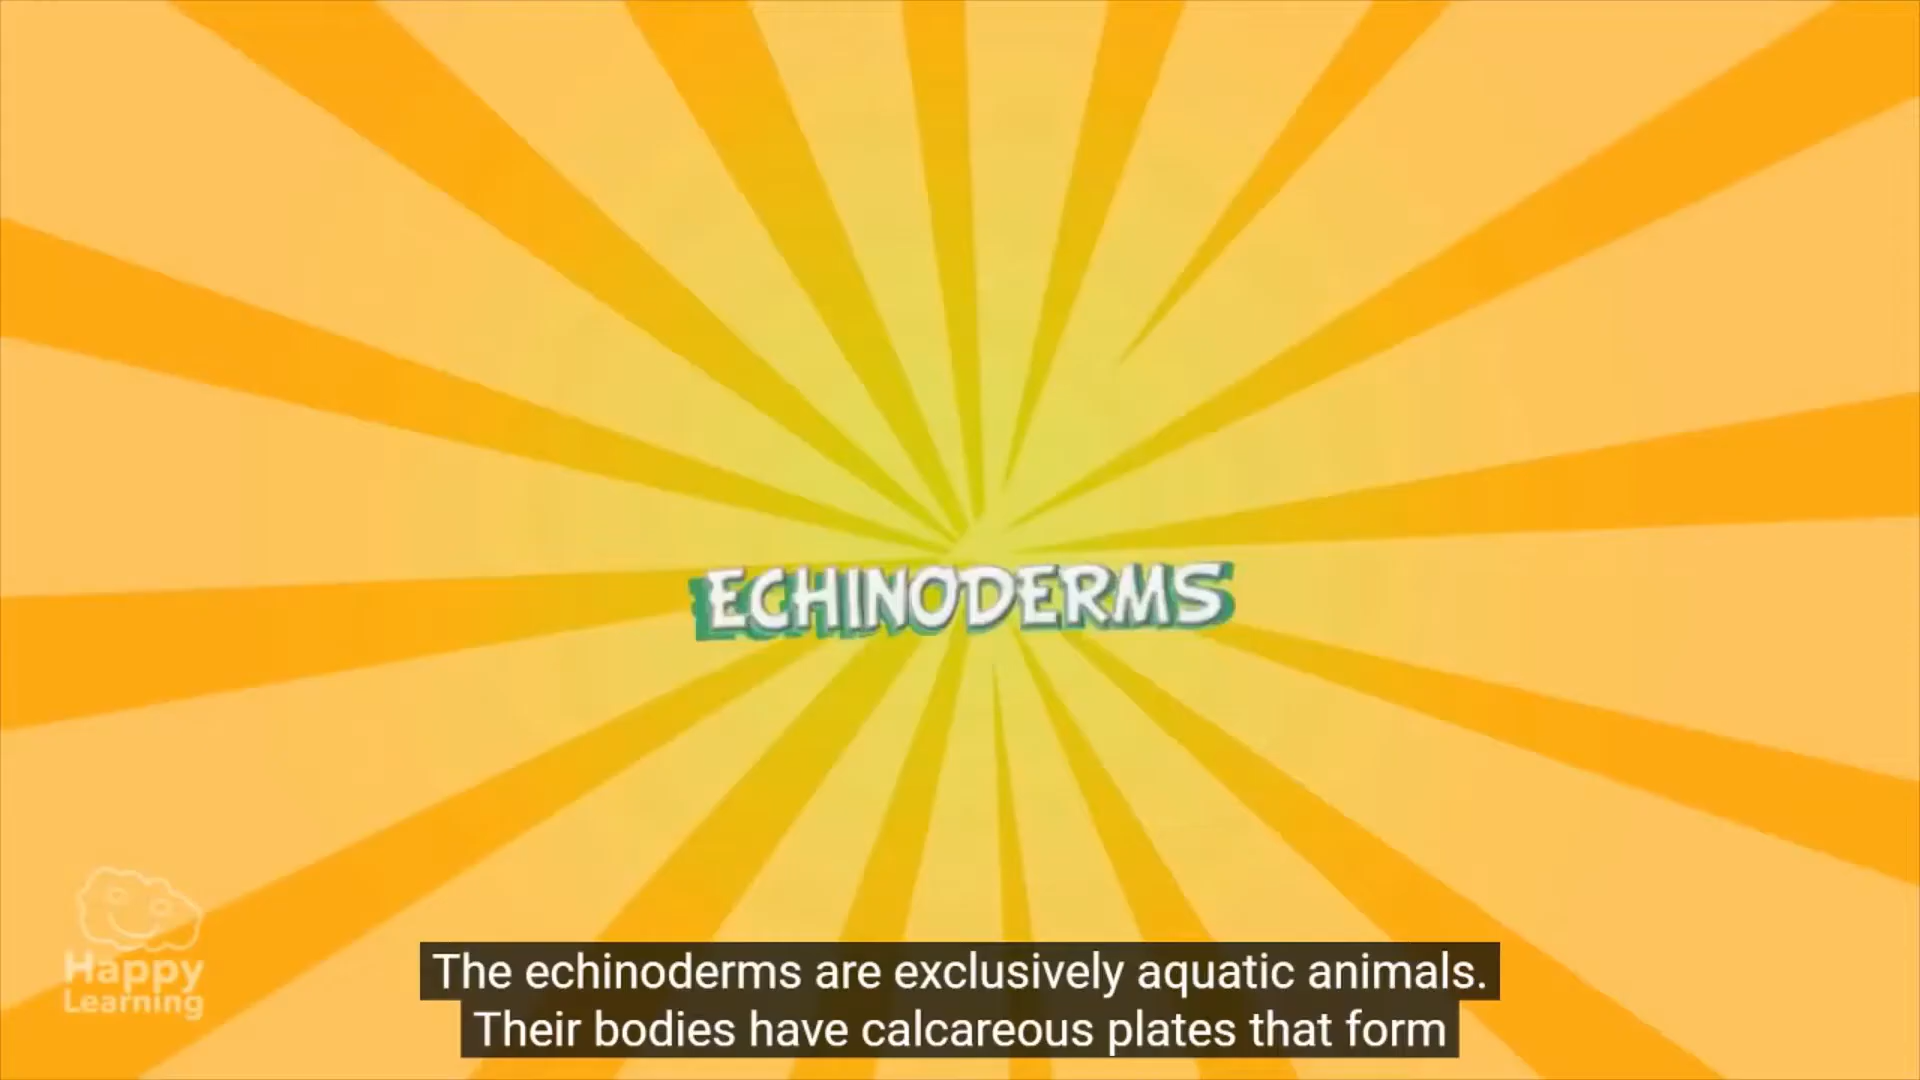 ECHINODERMS
Happy
Learning
The echinoderms are exclusively aquatic animals.
Their bodies have calcareous plates that form